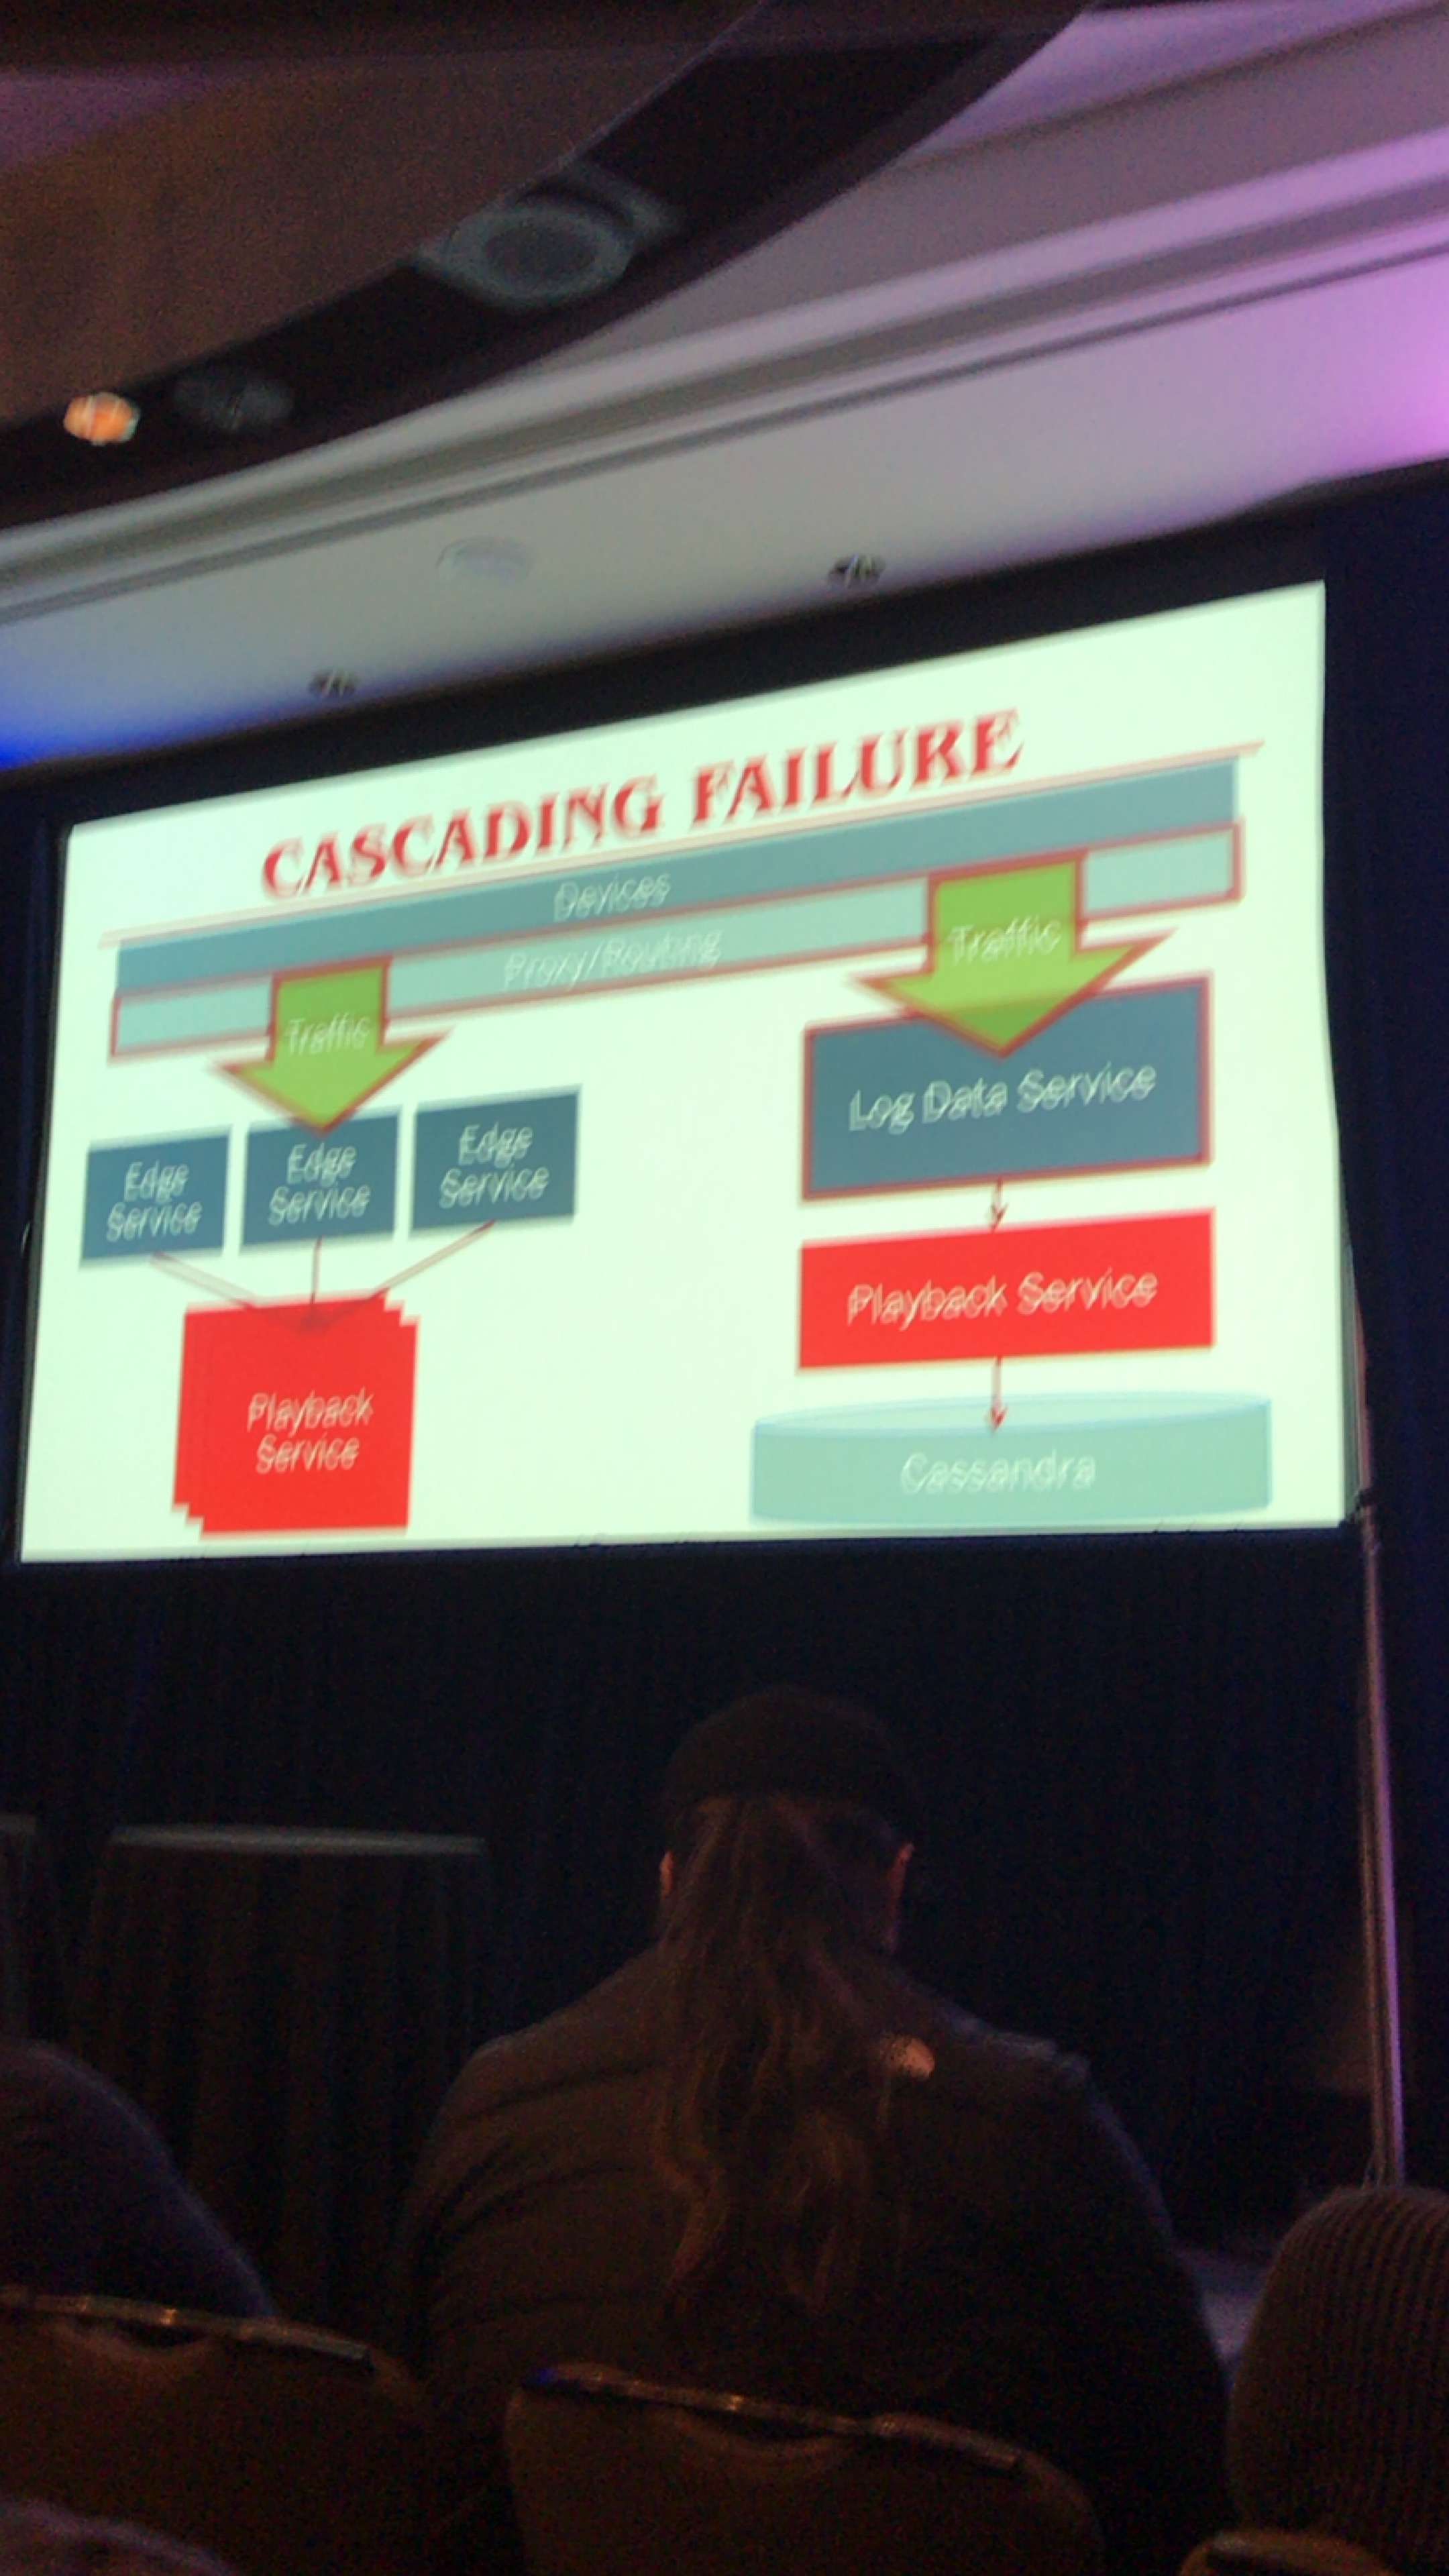 CASCADING FAILURE
Devices
Proxy/Routing
Traffic
Traffic
Edge
Service
Edge
Service
Edge
Service
Playback
Service
Log Data Service
Playback Service
Cassandra